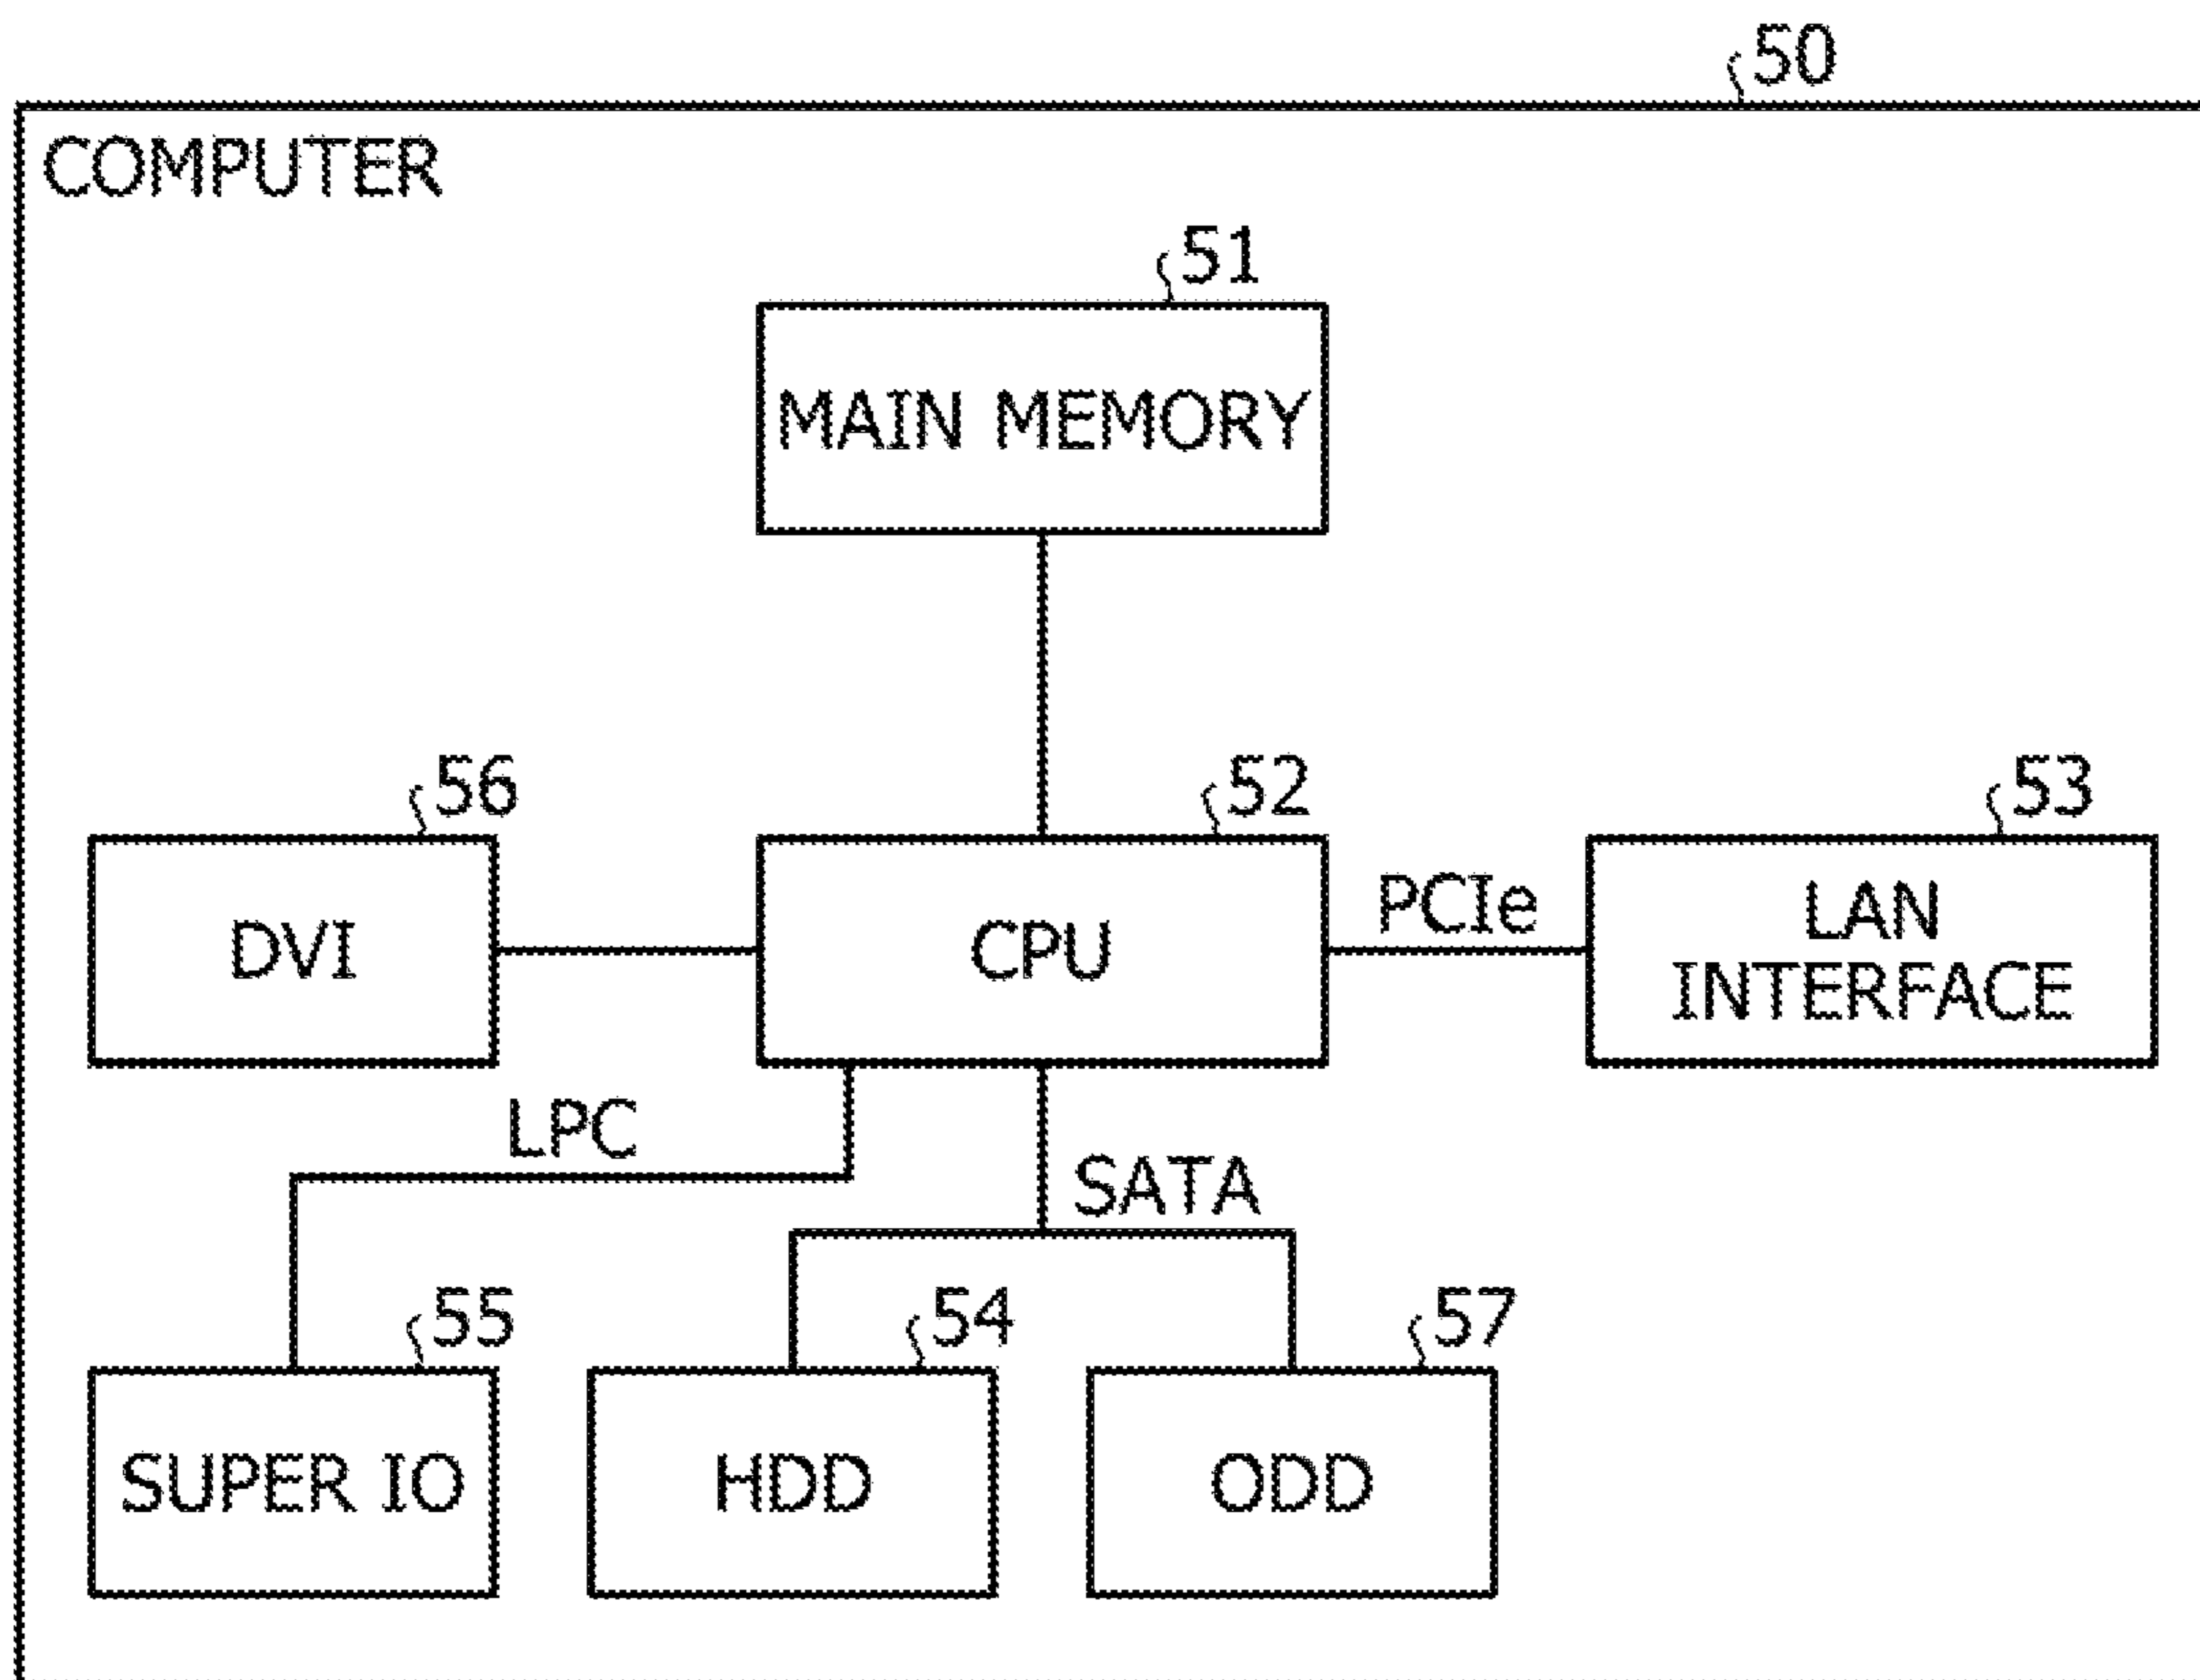 50
COMPUTER
51
MAIN MEMORY
56
52
53
DVI
CPU
PCIe
LAN
INTERFACE
LPC
SATA
55
54
57
SUPER IO
HDD
ODD